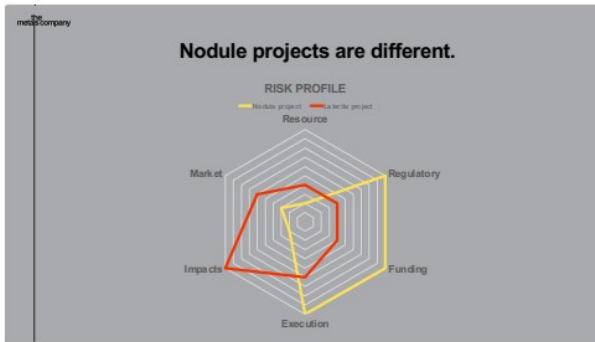 the
metals company
Nodule projects are different.
RISK PROFILE
Nodule project Laterite project
Resource
Market
Regulatory
Impacts
Funding
Execution